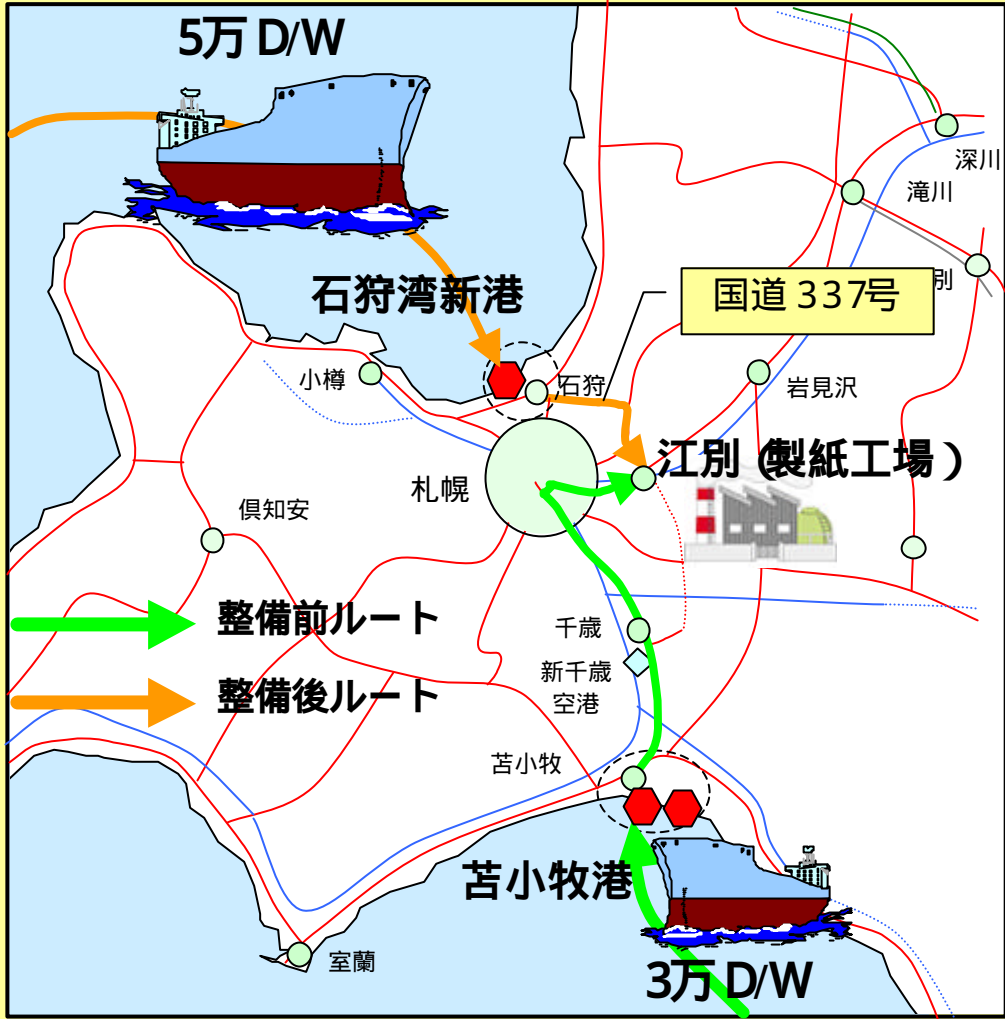 5万 D/W
深川
滝川
別
石狩湾新港
国道337号
小樽
石狩
岩見沢
江別(製紙工場)
札幌
倶知安
整備前ルート
千歳
新千歳
空港
整備後ルート
苫小牧
苫小牧港
室蘭
3万 D/W